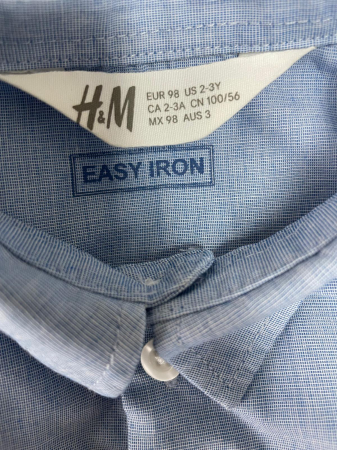 H&M
EUR 98 US 2-3Y
CA 2-3A CN 100/56
MX 98 AUS 3
EASY IRON